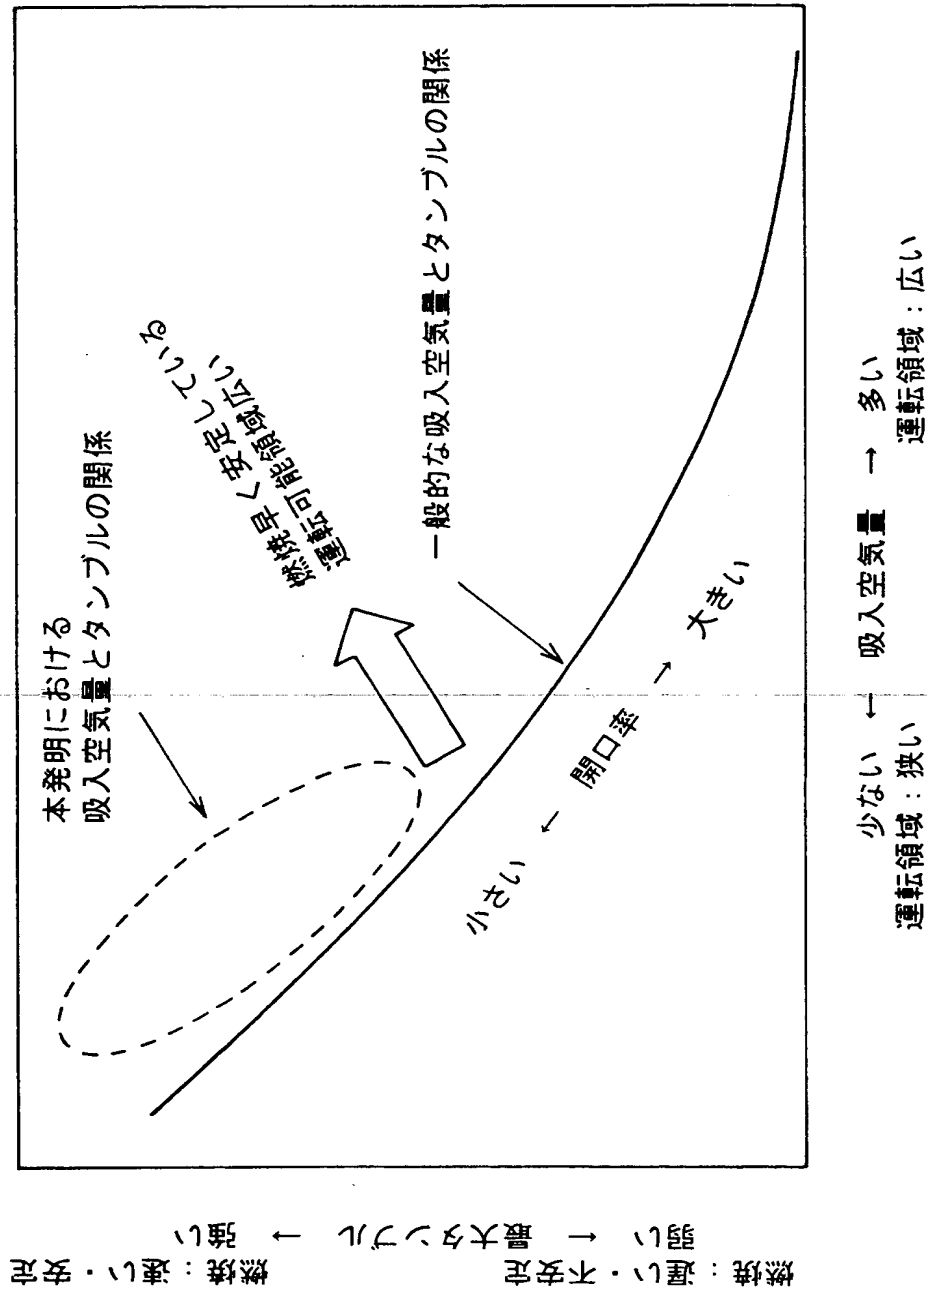 本発明における
吸入空気量とタンブルの関係
燃焼早く安定している
運転可能領域広い
一般的な吸入空気量とタンブルの関係
小さい ← 開口率 → 大きい
少ない ← 吸入空気量 → 多い
運転領域：狭い 運転領域：広い
弱い ← 最大タンブル → 強い
燃焼：遅い・不安定 燃焼：速い・安定